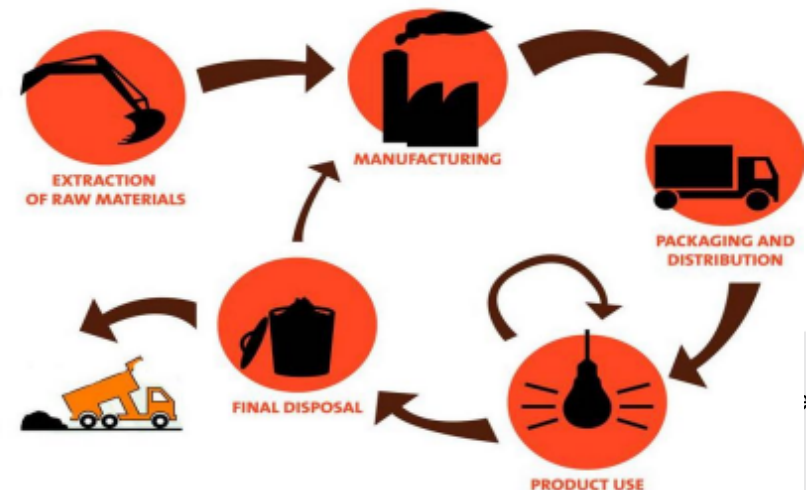 EXTRACTION
OF RAW MATERIALS
MANUFACTURING
PACKAGING AND
DISTRIBUTION
FINAL DISPOSAL
PRODUCT USE